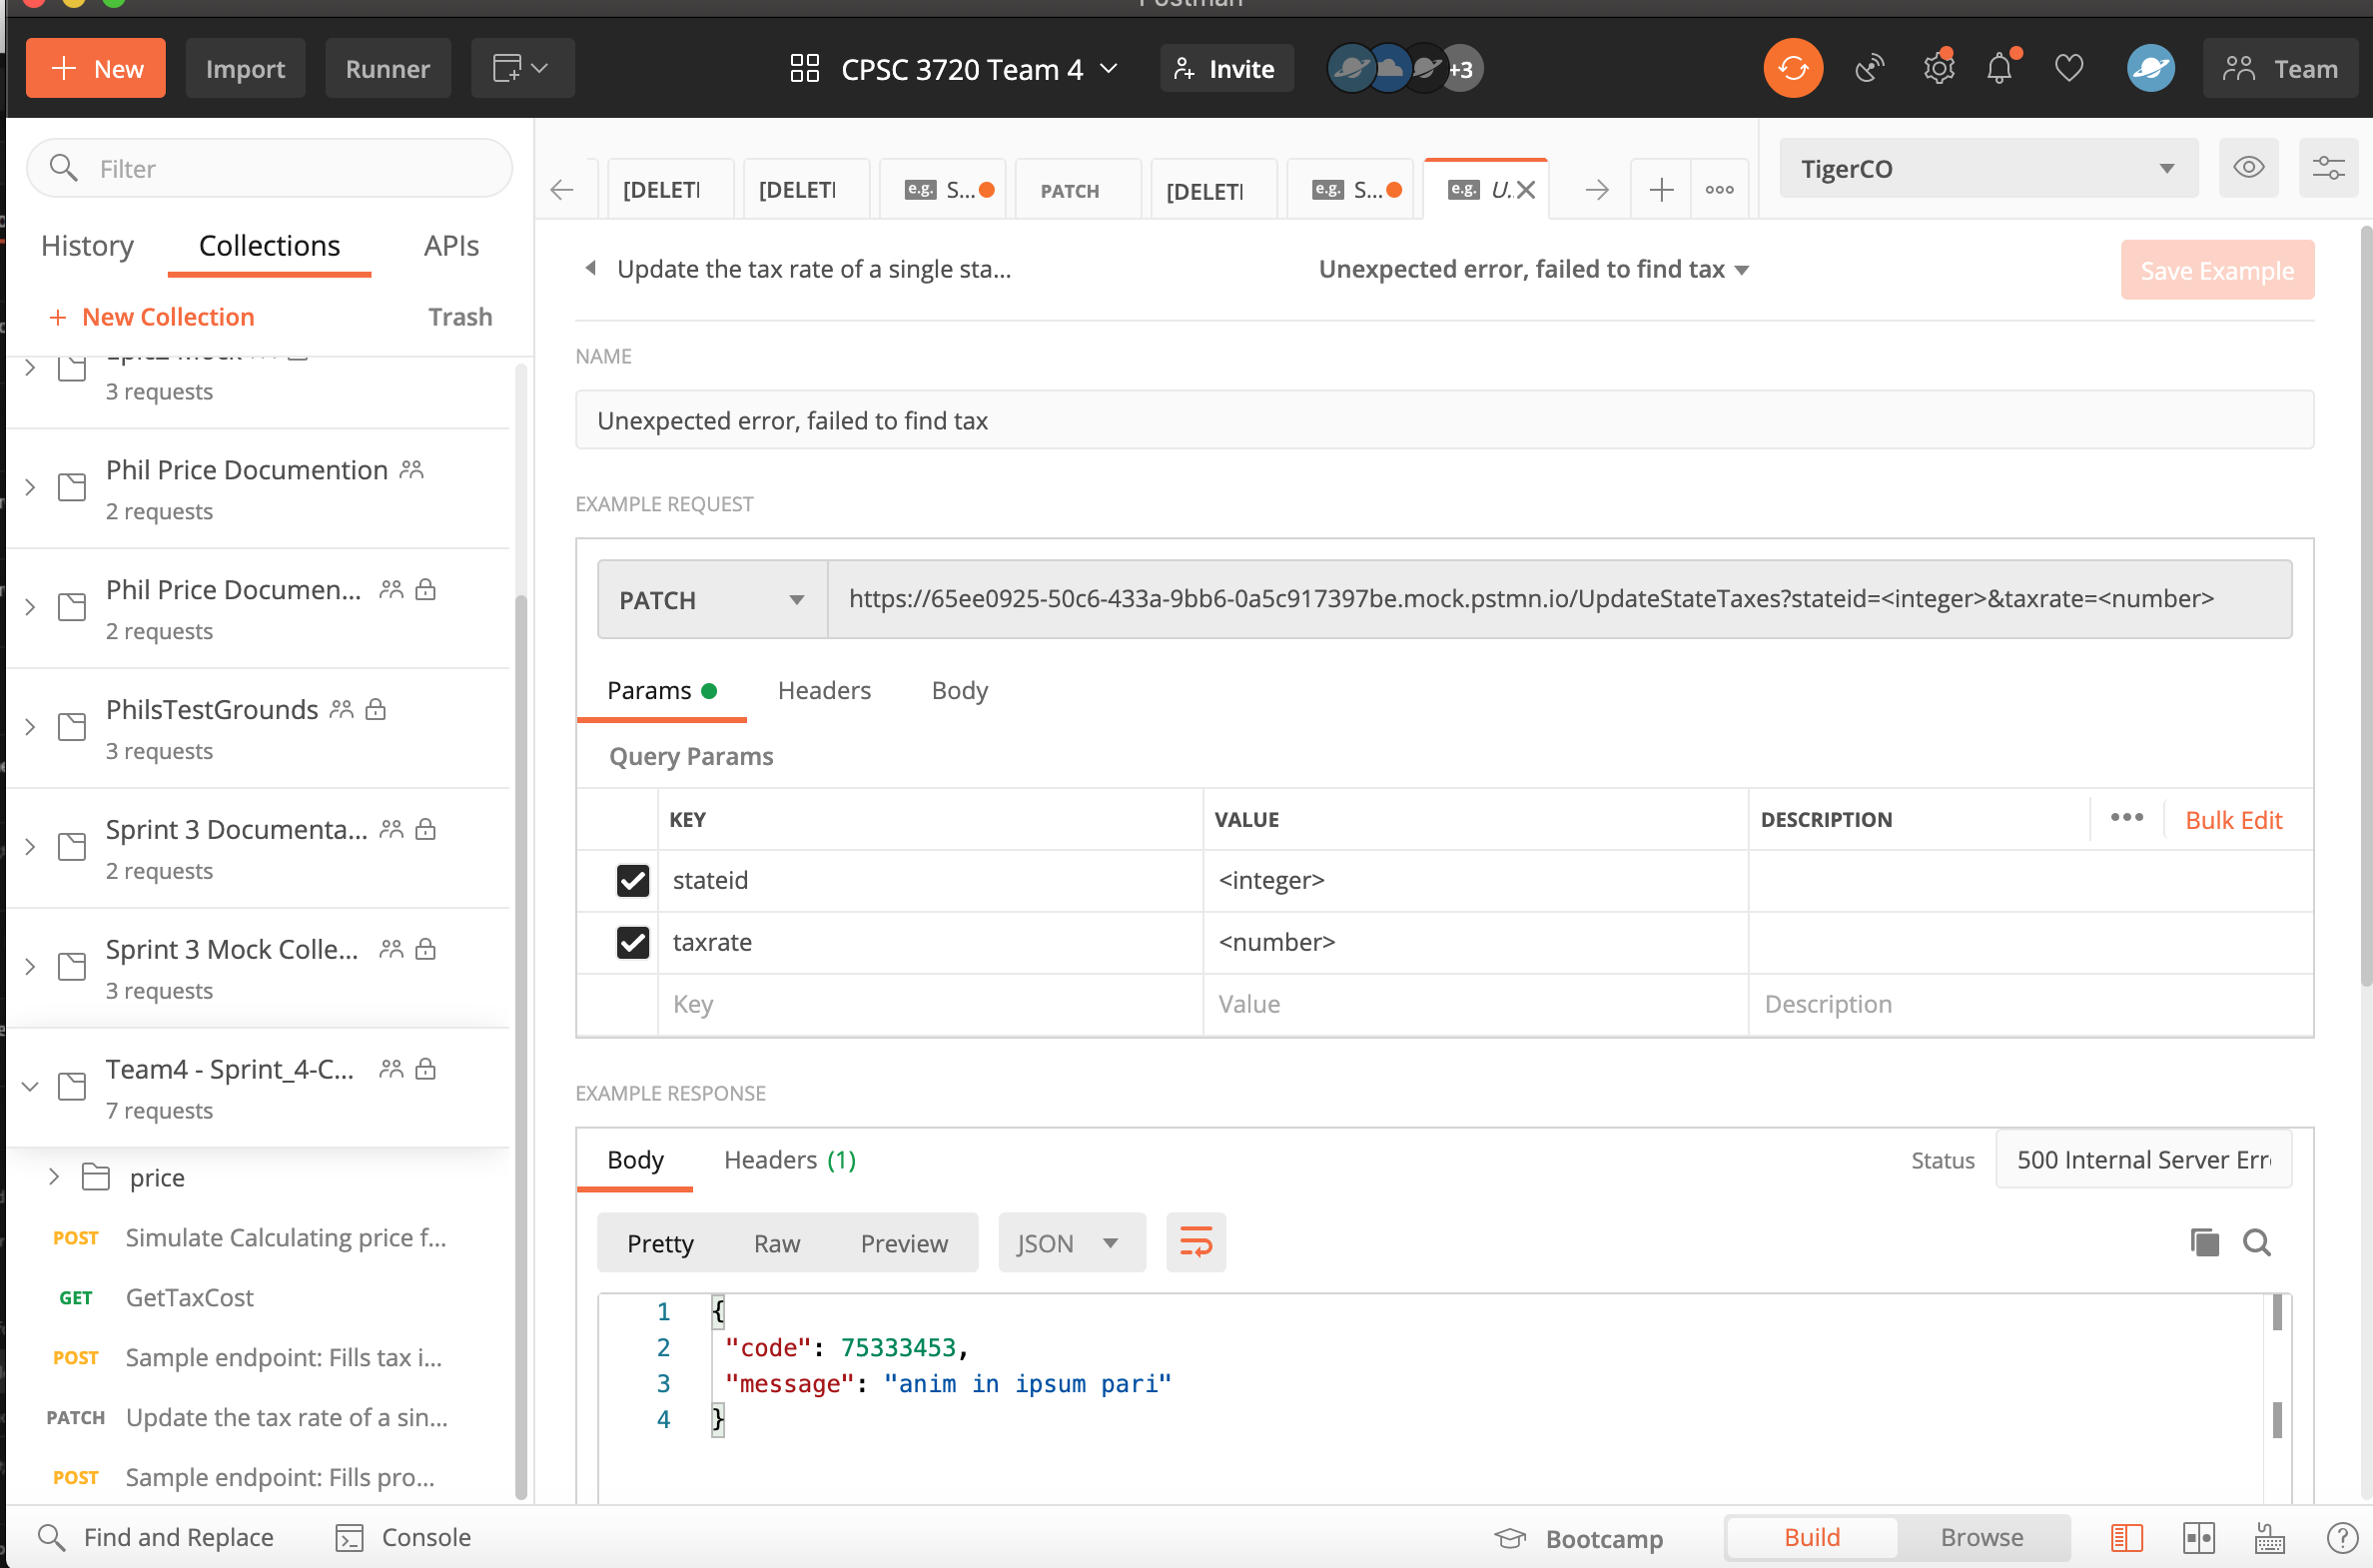 Postman
New
Import
Runner
CPSC 3720 Team 4
Invite
+3
Team
Filter
History
Collections
APIs
+ New Collection
Trash
3 requests
Phil Price Documention
2 requests
Phil Price Documen...
2 requests
PhilsTestGrounds
3 requests
Sprint 3 Documenta...
2 requests
Sprint 3 Mock Colle...
3 requests
Team4 - Sprint_4-C...
7 requests
price
POST Simulate Calculating price f...
GET GetTaxCost
POST Sample endpoint: Fills tax i...
PATCH Update the tax rate of a sin...
POST Sample endpoint: Fills pro...
[DELETI
[DELETI
e.g. S...
PATCH
[DELETI
e.g. S...
e.g. U.
TigerCO
Update the tax rate of a single sta...
Unexpected error, failed to find tax
Save Example
NAME
Unexpected error, failed to find tax
EXAMPLE REQUEST
PATCH
https://65ee0925-50c6-433a-9bb6-0a5c917397be.mock.pstmn.io/UpdateStateTaxes?stateid=<integer>&taxrate=<number>
Params
Headers
Body
Query Params
KEY VALUE DESCRIPTION
Bulk Edit
stateid <integer>
taxrate <number>
Key Value Description
EXAMPLE RESPONSE
Body
Headers (1)
Status
500 Internal Server Err
Pretty
Raw
Preview
JSON
1 {
2 "code": 75333453,
3 "message": "anim in ipsum pari"
4 }
Find and Replace
Console
Bootcamp
Build
Browse